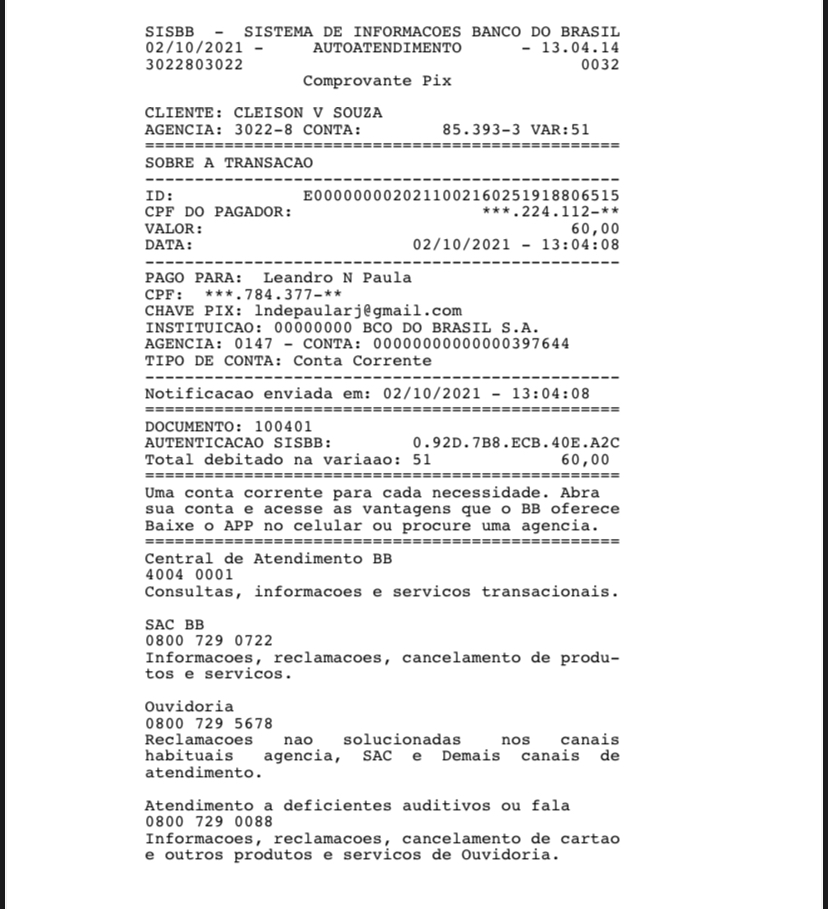 SISBB - SISTEMA DE INFORMACOES BANCO DO BRASIL
02/10/2021 - AUTOATENDIMENTO - 13.04.14
3022803022 0032
Comprovante Pix
CLIENTE: CLEISON V SOUZA
AGENCIA: 3022-8 CONTA: 85.393-3 VAR:51
================================================
SOBRE A TRANSACAO
------------------------------------------------
ID: E0000000020211002160251918806515
CPF DO PAGADOR: ***.224.112-**
VALOR: 60,00
DATA: 02/10/2021 - 13:04:08
------------------------------------------------
PAGO PARA: Leandro N Paula
CPF: ***.784.377-**
CHAVE PIX: lndepaularj@gmail.com
INSTITUICAO: 00000000 BCO DO BRASIL S.A.
AGENCIA: 0147 - CONTA: 00000000000000397644
TIPO DE CONTA: Conta Corrente
------------------------------------------------
Notificacao enviada em: 02/10/2021 - 13:04:08
================================================
DOCUMENTO: 100401
AUTENTICACAO SISBB: 0.92D.7B8.ECB.40E.A2C
Total debitado na variaao: 51 60,00
================================================
Uma conta corrente para cada necessidade. Abra
sua conta e acesse as vantagens que o BB oferece
Baixe o APP no celular ou procure uma agencia.
================================================
Central de Atendimento BB
4004 0001
Consultas, informacoes e servicos transacionais.
SAC BB
0800 729 0722
Informacoes, reclamacoes, cancelamento de produ-
tos e servicos.
Ouvidoria
0800 729 5678
Reclamacoes nao solucionadas nos canais
habituais agencia, SAC e Demais canais de
atendimento.
Atendimento a deficientes auditivos ou fala
0800 729 0088
Informacoes, reclamacoes, cancelamento de cartao
e outros produtos e servicos de Ouvidoria.